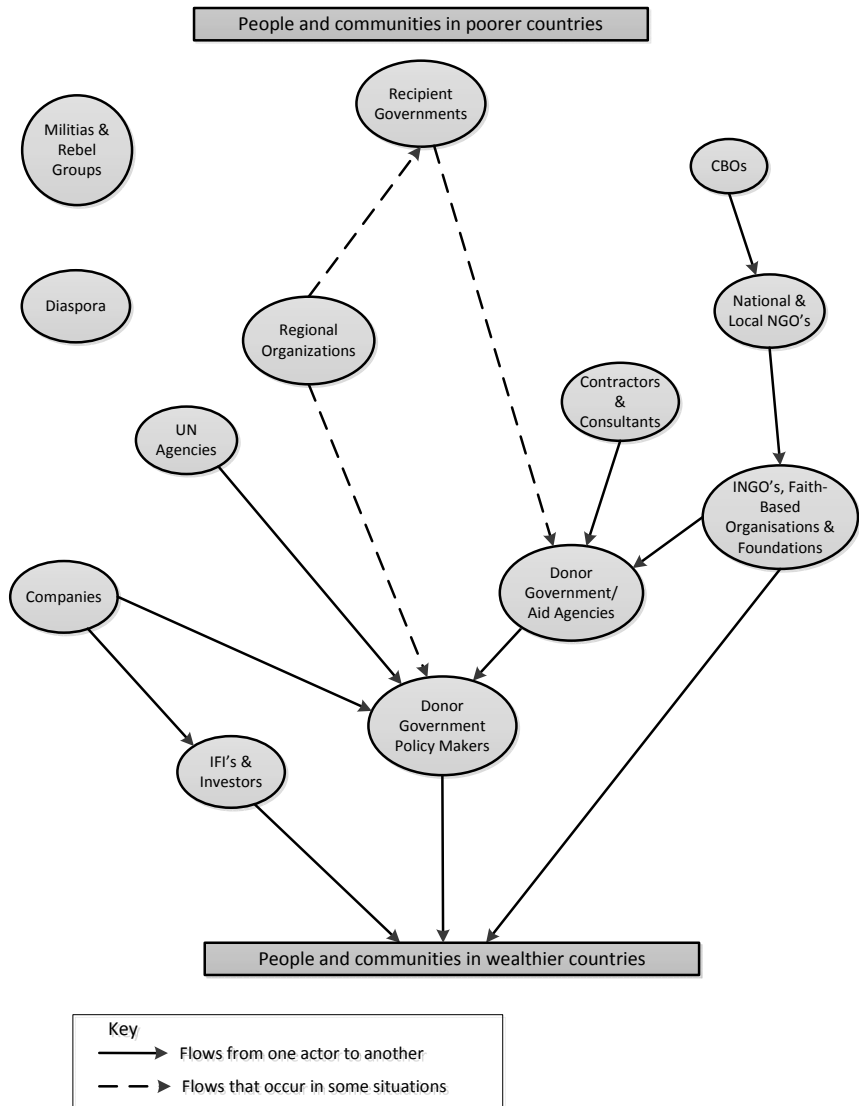 People and communities in poorer countries
Recipient
Governments
Militias &
Rebel
Groups
CBOs
Diaspora
National &
Local NGO's
Regional
Organizations
Contractors
&
Consultants
UN
Agencies
INGO's, Faith-
Based
Organisations &
Foundations
Donor
Government/
Aid Agencies
Companies
Donor
Government
Policy Makers
IFI's &
Investors
People and communities in wealthier countries
Key
Flows from one actor to another
Flows that occur in some situations